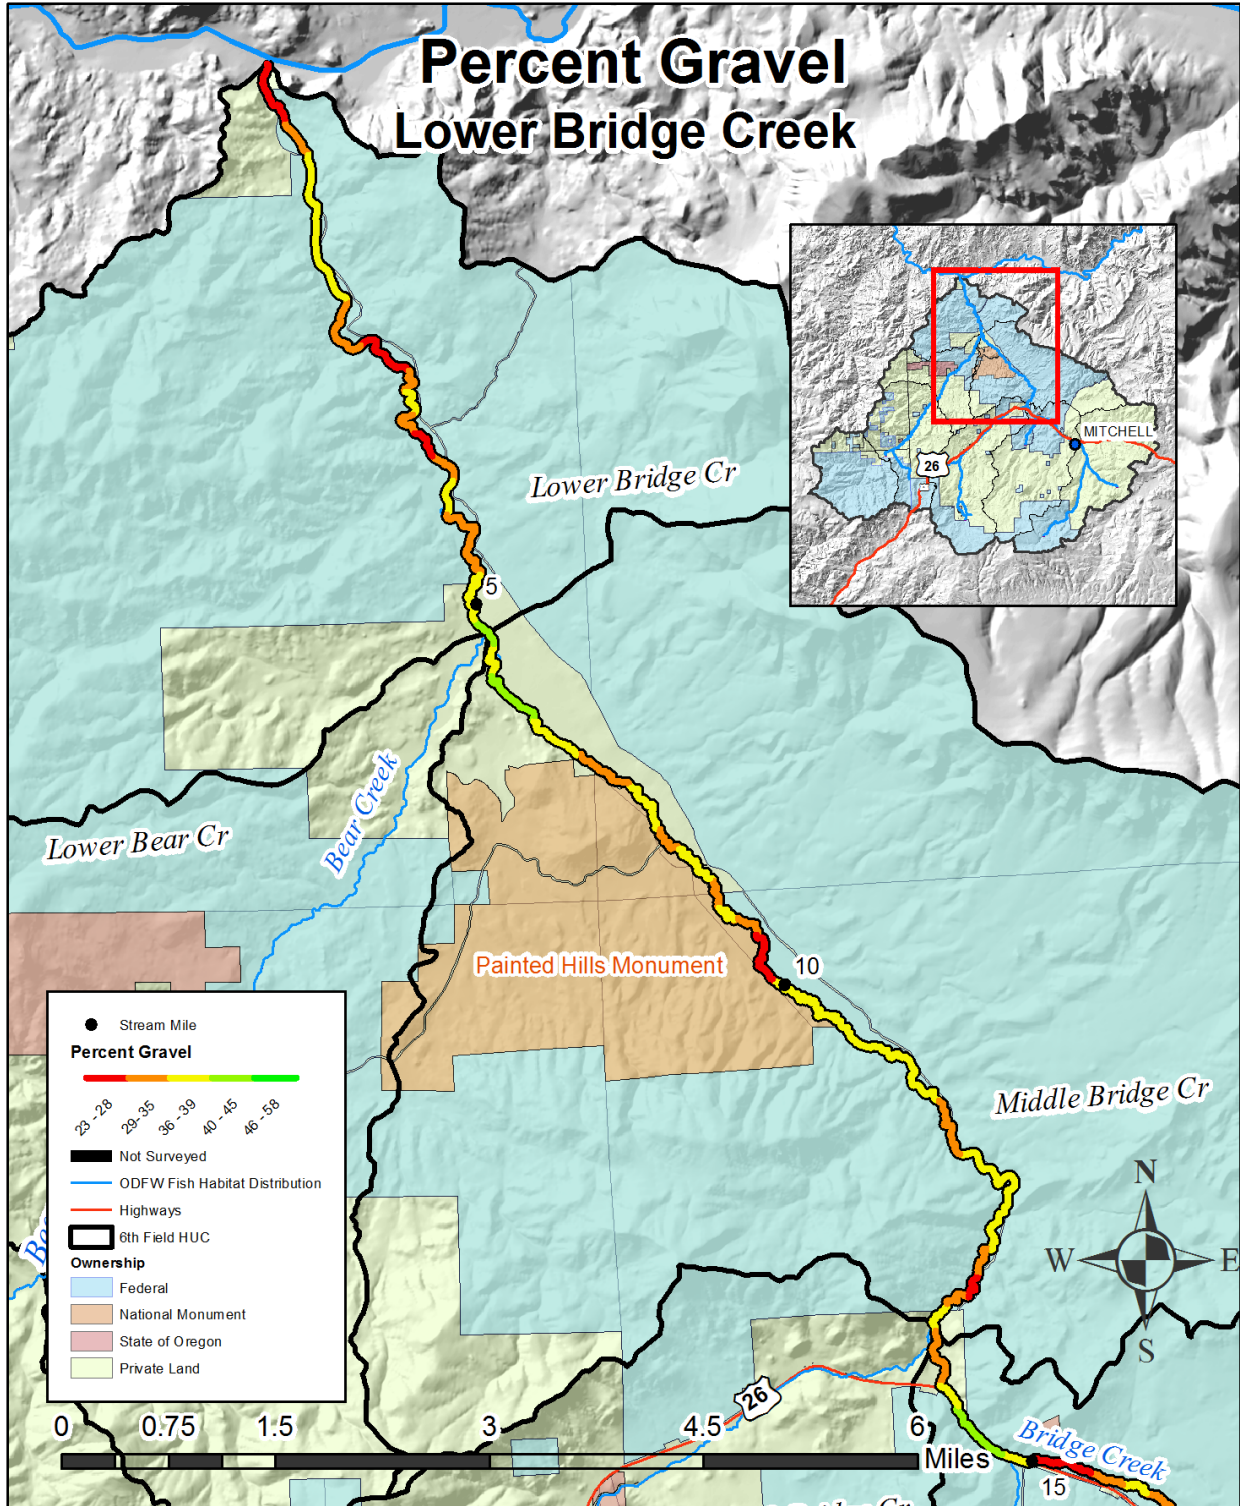 Percent Gravel
Lower Bridge Creek
MITCHELL
26
Lower Bridge Cr
5
Bear Creek
Lower Bear Cr
Painted Hills Monument
10
Middle Bridge Cr
Stream Mile
Percent Gravel
23 - 28
29-35
36 - 39
40 - 45
46 - 58
Not Surveyed
ODFW Fish Habitat Distribution
Highways
6th Field HUC
Ownership
Federal
National Monument
State of Oregon
Private Land
N
W
E
S
26
0 0.75 1.5 3 4.5 6
Miles
Bridge Creek
15